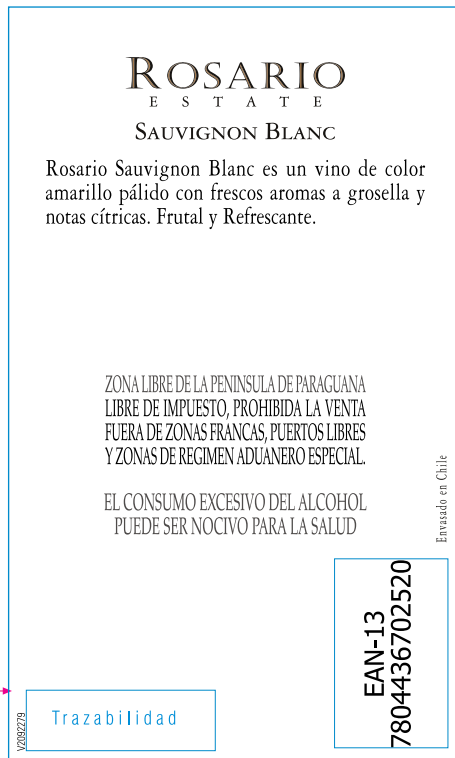 ROSARIO
ESTATE
SAUVIGNON BLANC
Rosario Sauvignon Blanc es un vino de color
amarillo pálido con frescos aromas a grosella y
notas cítricas. Frutal y Refrescante.
ZONA LIBRE DE LA PENINSULA DE PARAGUANA
LIBRE DE IMPUESTO, PROHIBIDA LA VENTA
FUERA DE ZONAS FRANCAS, PUERTOS LIBRES
Y ZONAS DE REGIMEN ADUANERO ESPECIAL.
EL CONSUMO EXCESIVO DEL ALCOHOL
PUEDE SER NOCIVO PARA LA SALUD
Envasado en Chile
EAN-13
7804436702520
Trazabilidad
V2092279